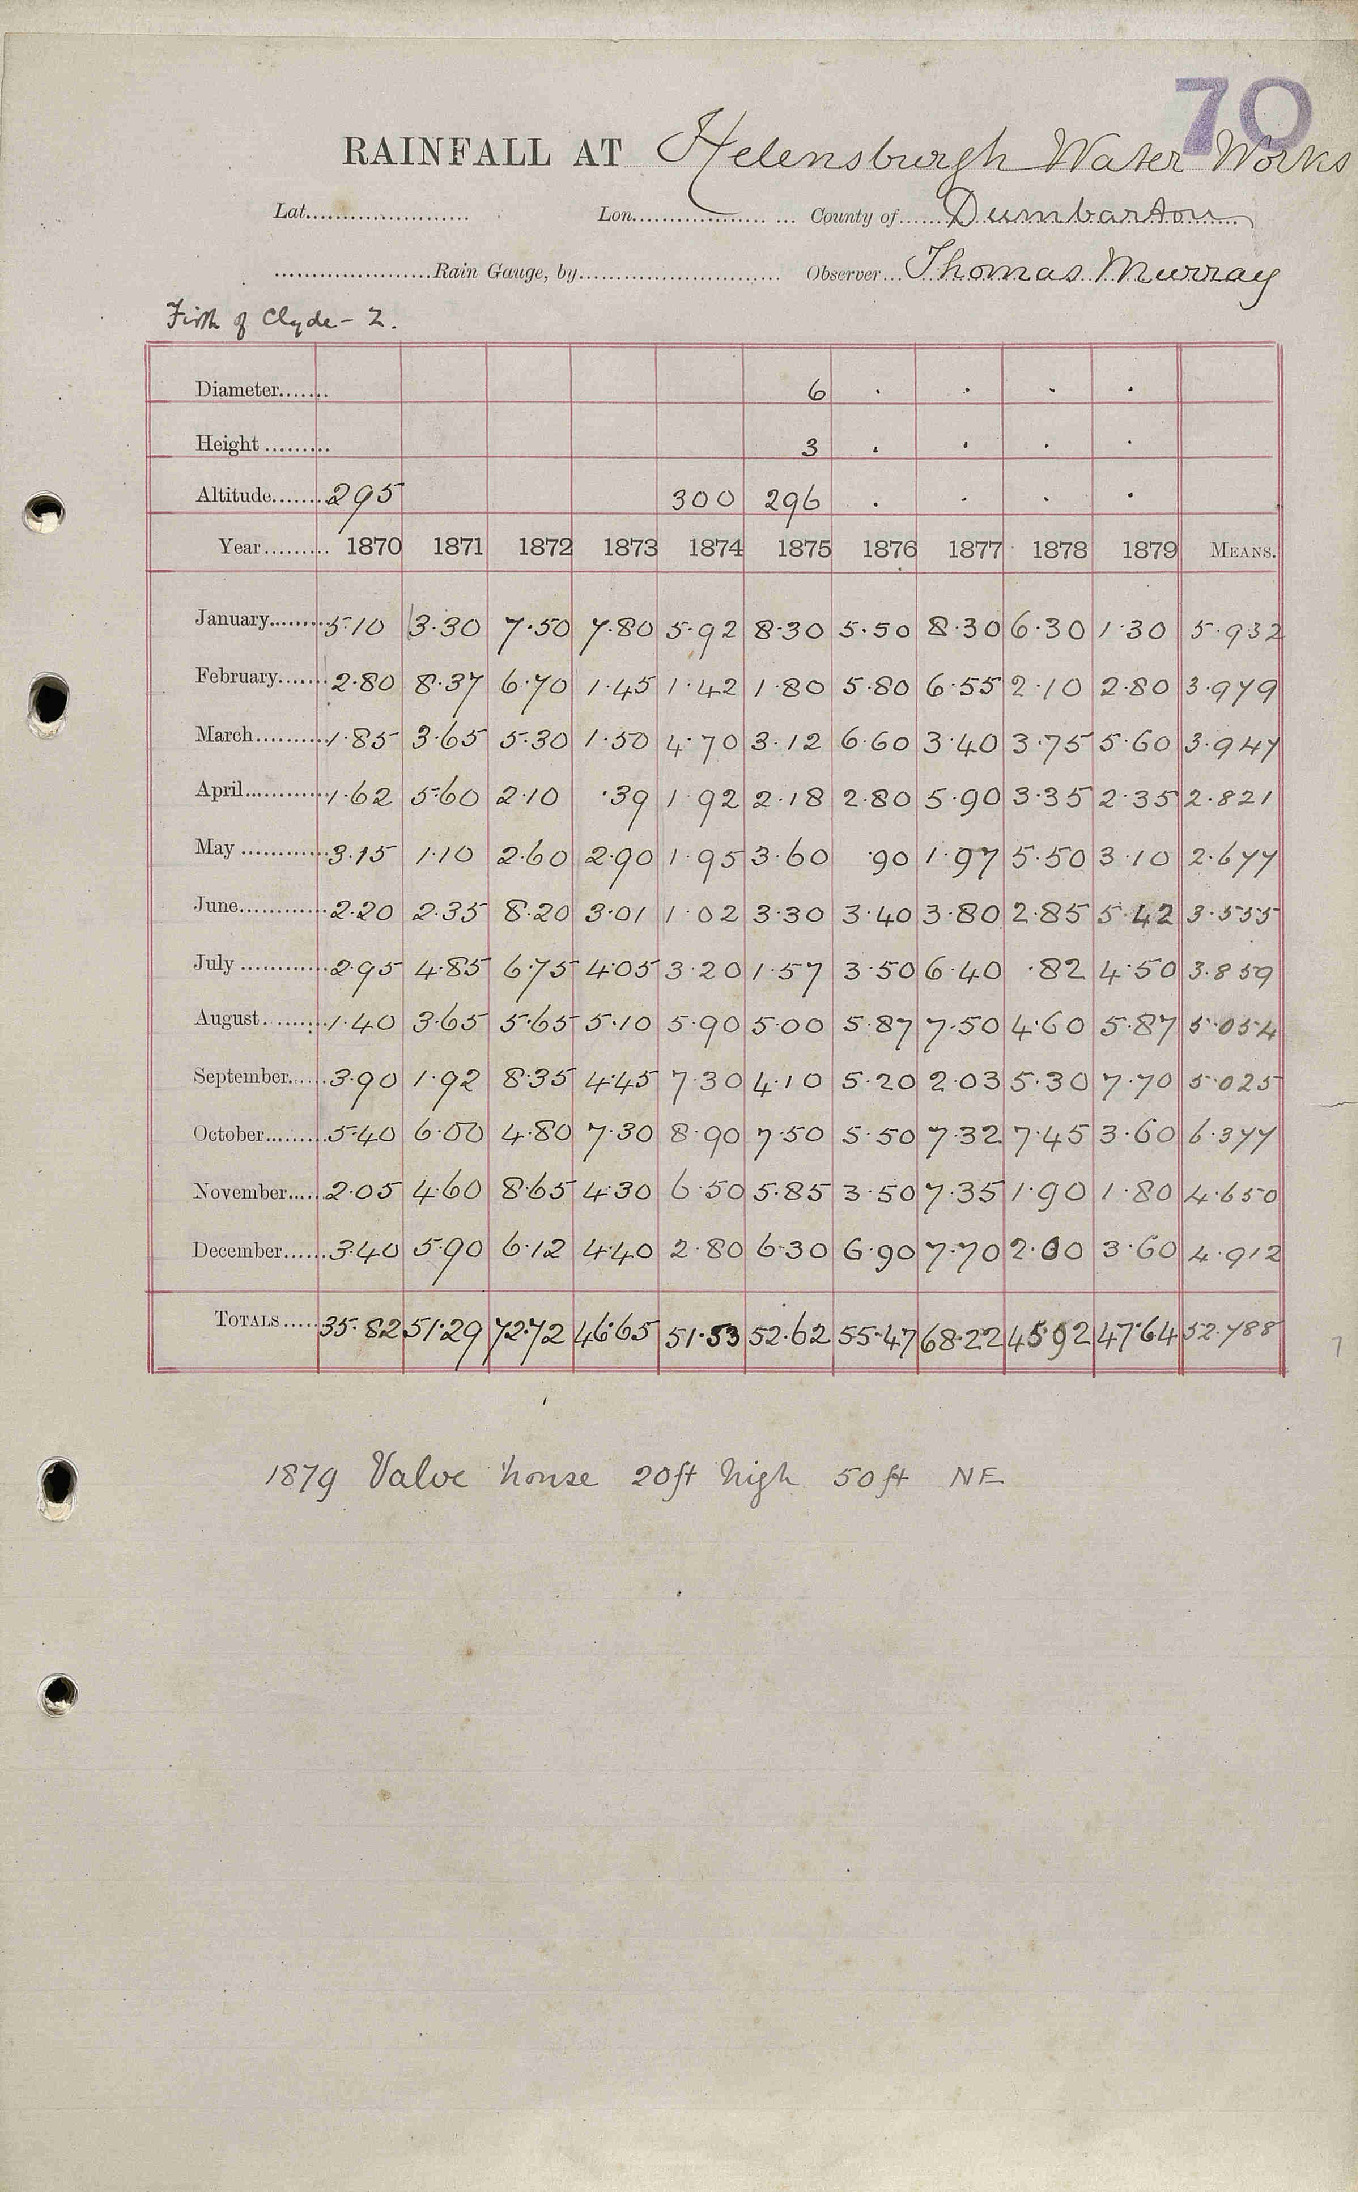 70
RAINFALL AT Helensburgh Water Works
Lat. Lon. County of Dumbarton
Rain Gauge, by Observer Thomas Murray
Firth of Clyde - 2.
Diameter 6 . . . .
Height 3 . . . .
Altitude 295 300 296 . . . .
Year 1870 1871 1872 1873 1874 1875 1876 1877 1878 1879 MEANS.
January 5.10 3.30 7.50 7.80 5.92 8.30 5.50 8.30 6.30 1.30 5.932
February 2.80 8.37 6.70 1.45 1.42 1.80 5.80 6.55 2.10 2.80 3.979
March 1.85 3.65 5.30 1.50 4.70 3.12 6.60 3.40 3.75 5.60 3.947
April 1.62 5.60 2.10 .39 1.92 2.18 2.80 5.90 3.35 2.35 2.821
May 3.15 1.10 2.60 2.90 1.95 3.60 .90 1.97 5.50 3.10 2.677
June 2.20 2.35 8.20 3.01 1.02 3.30 3.40 3.80 2.85 5.42 3.555
July 2.95 4.85 6.75 4.05 3.20 1.57 3.50 6.40 .82 4.50 3.859
August 1.40 3.65 5.65 5.10 5.90 5.00 5.87 7.50 4.60 5.87 5.054
September 3.90 1.92 8.35 4.45 7.30 4.10 5.20 2.03 5.30 7.70 5.025
October 5.40 6.00 4.80 7.30 8.90 7.50 5.50 7.32 7.45 3.60 6.377
November 2.05 4.60 8.65 4.30 6.50 5.85 3.50 7.35 1.90 1.80 4.650
December 3.40 5.90 6.12 4.40 2.80 6.30 6.90 7.70 2.00 3.60 4.912
TOTALS 35.82 51.29 72.72 46.65 51.53 52.62 55.47 68.22 45.92 47.64 52.788
1879 Valve house 20ft high 50ft NE